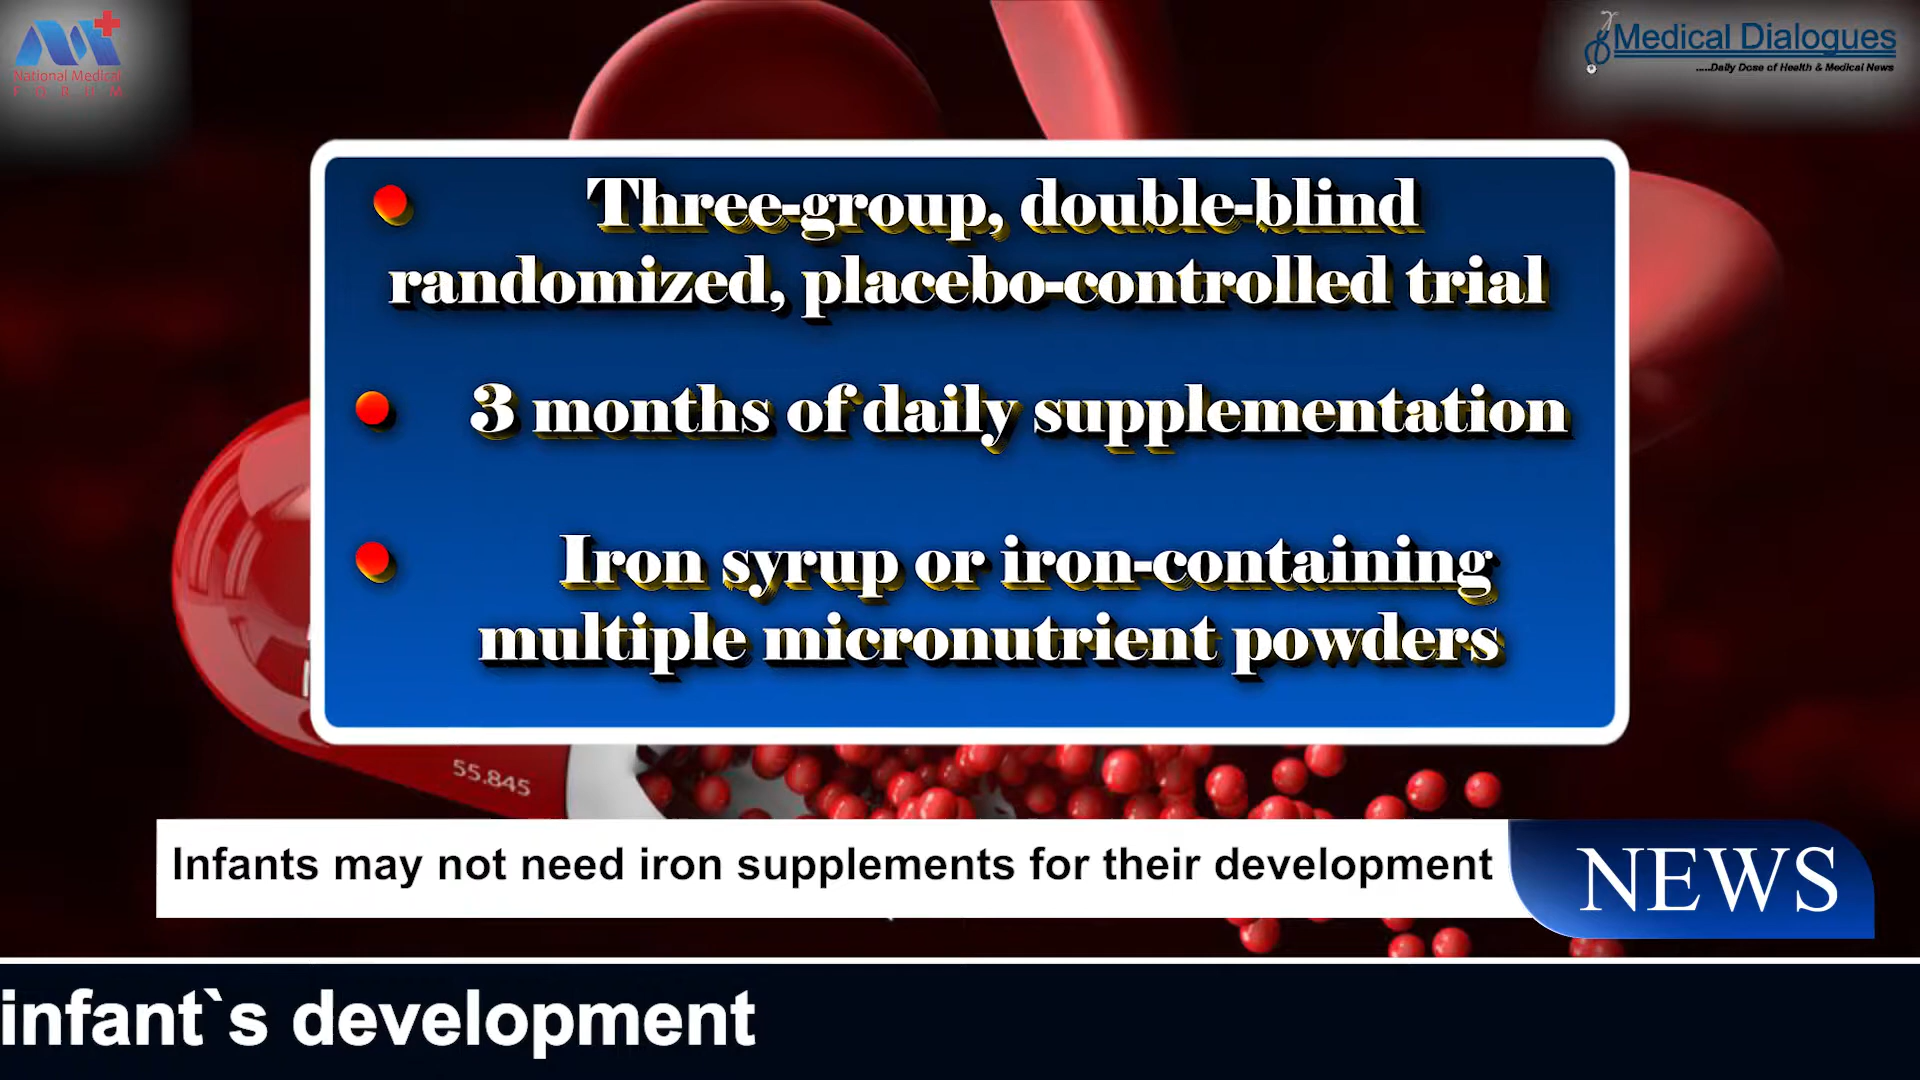 National Medical
FORUM
Medical Dialogues
.....Daily Dose of Health & Medical News
Three-group, double-blind
randomized, placebo-controlled trial
3 months of daily supplementation
Iron syrup or iron-containing
multiple micronutrient powders
55.845
Infants may not need iron supplements for their development
NEWS
infant`s development